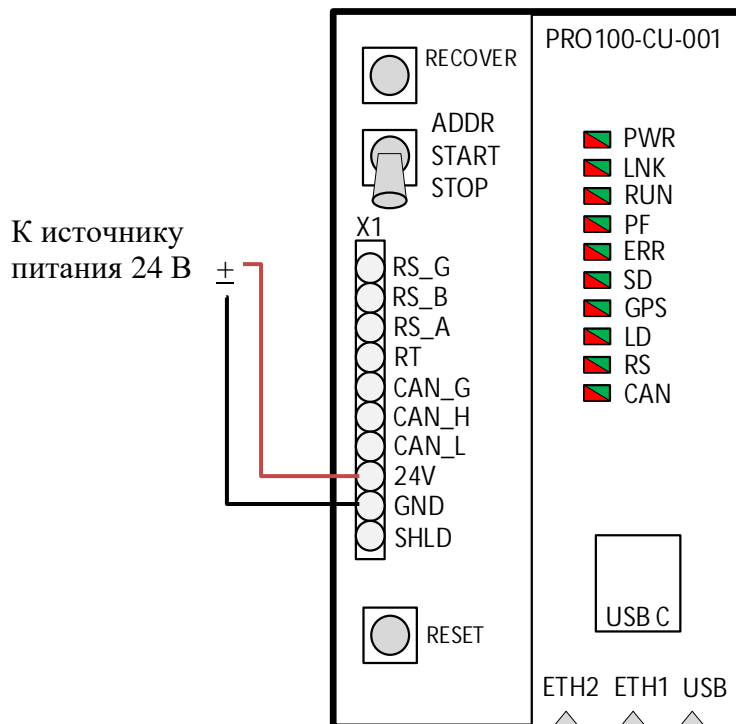 PRO100-CU-001
RECOVER
ADDR
START
STOP
X1
К источнику
питания 24 В
+
-
RS_G
RS_B
RS_A
RT
CAN_G
CAN_H
CAN_L
24V
GND
SHLD
RESET
PWR
LNK
RUN
PF
ERR
SD
GPS
LD
RS
CAN
USB C
ETH2 ETH1 USB